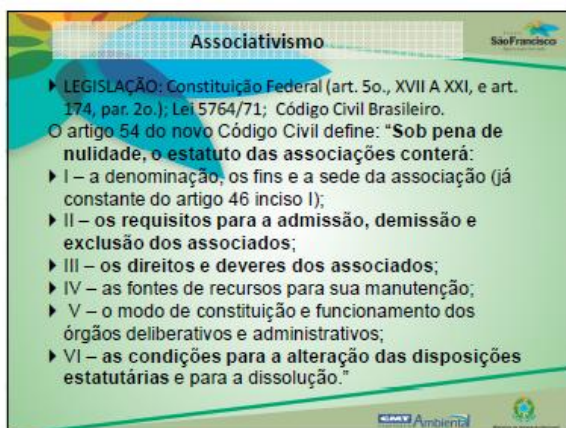 Associativismo
São Francisco
LEGISLAÇÃO: Constituição Federal (art. 5o., XVII A XXI, e art.
174, par. 2o.); Lei 5764/71; Código Civil Brasileiro.
O artigo 54 do novo Código Civil define: “Sob pena de
nulidade, o estatuto das associações conterá:
I – a denominação, os fins e a sede da associação (já
constante do artigo 46 inciso I);
II – os requisitos para a admissão, demissão e
exclusão dos associados;
III – os direitos e deveres dos associados;
IV – as fontes de recursos para sua manutenção;
V – o modo de constituição e funcionamento dos
órgãos deliberativos e administrativos;
VI – as condições para a alteração das disposições
estatutárias e para a dissolução.”
CMT Ambiental